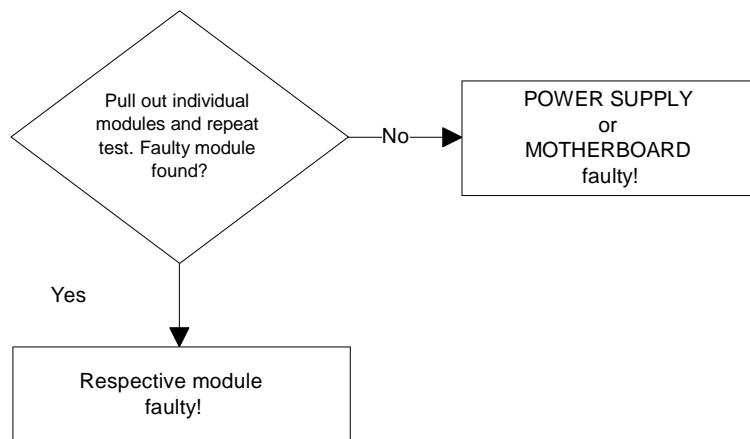 Pull out individual
modules and repeat
test. Faulty module
found?
No
POWER SUPPLY
or
MOTHERBOARD
faulty!
Yes
Respective module
faulty!